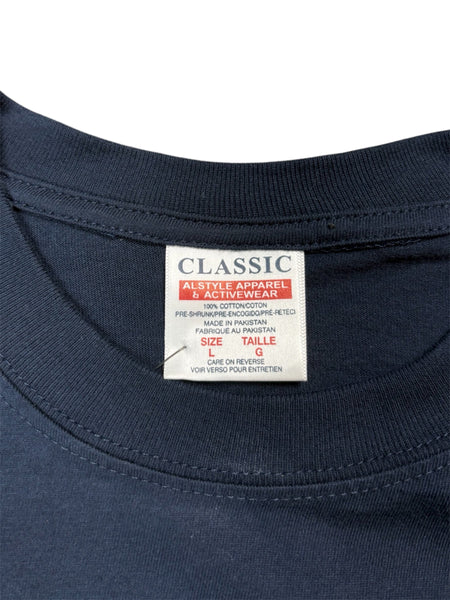 CLASSIC
ALSTYLE APPAREL
& ACTIVEWEAR
100% COTTON/COTON
PRE-SHRUNK/PRE-ENCOGIDO/PRÉ-RÉTECI
MADE IN PAKISTAN
FABRIQUÉ AU PAKISTAN
SIZE TAILLE
L G
CARE ON REVERSE
VOIR VERSO POUR ENTRETIEN